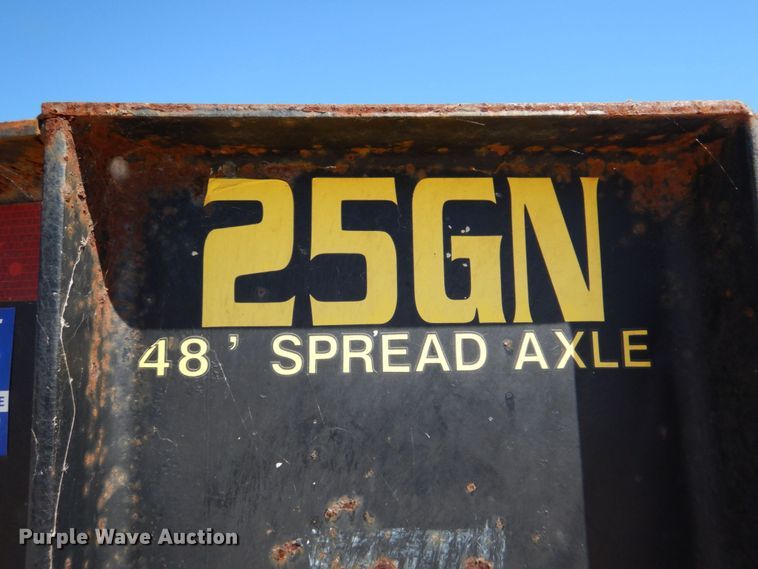 25GN
48' SPREAD AXLE
E
Purple Wave Auction